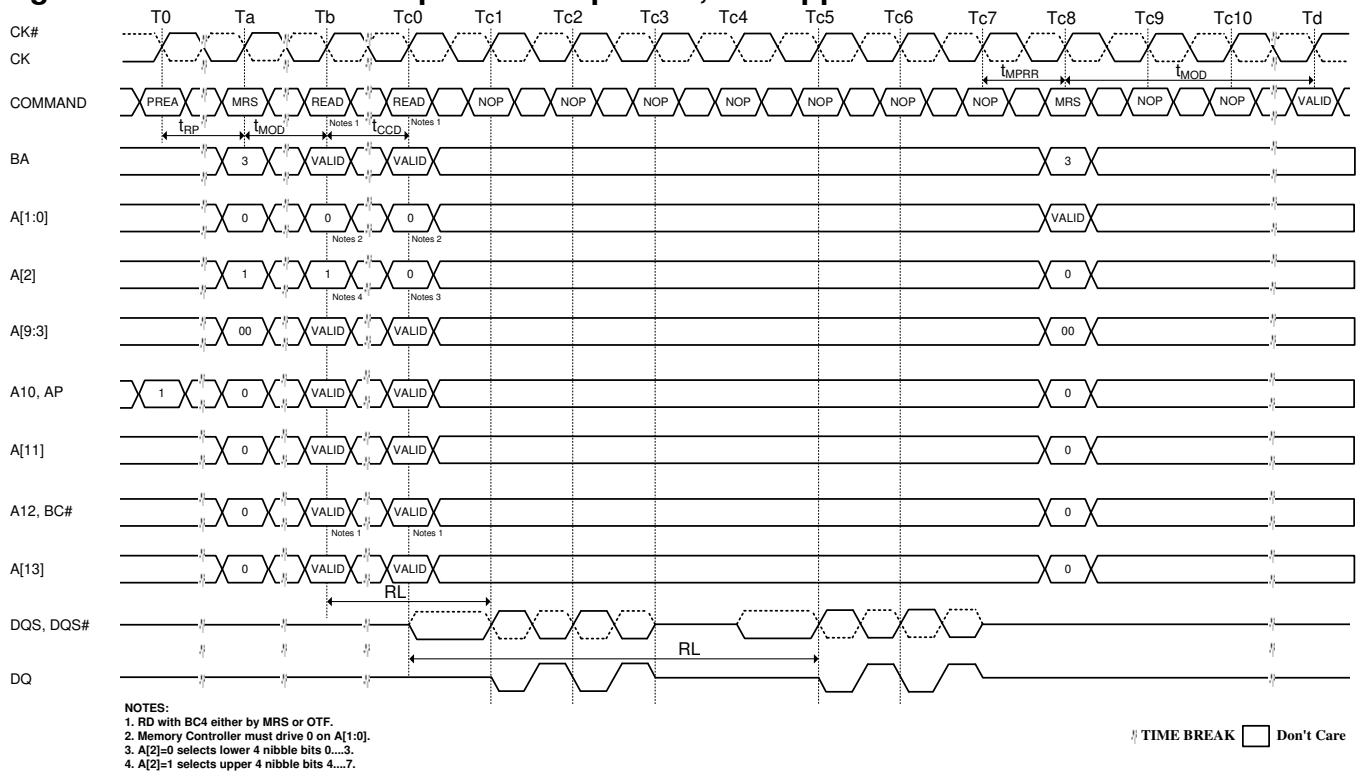 T0 Ta Tb Tc0 Tc1 Tc2 Tc3 Tc4 Tc5 Tc6 Tc7 Tc8 Tc9 Tc10 Td
CK#
CK
tMPRR tMOD
COMMAND PREA MRS READ READ NOP NOP NOP NOP NOP NOP NOP MRS NOP NOP VALID
Notes 1 Notes 1
tRP tMOD tCCD
BA 3 VALID VALID 3
A[1:0] 0 0 0 VALID
Notes 2 Notes 2
A[2] 1 1 0 0
Notes 4 Notes 3
A[9:3] 00 VALID VALID 00
A10, AP 1 0 VALID VALID 0
A[11] 0 VALID VALID 0
A12, BC# 0 VALID VALID 0
Notes 1 Notes 1
A[13] 0 VALID VALID 0
RL
DQS, DQS#
RL
DQ
NOTES:
1. RD with BC4 either by MRS or OTF.
2. Memory Controller must drive 0 on A[1:0].
3. A[2]=0 selects lower 4 nibble bits 0....3.
4. A[2]=1 selects upper 4 nibble bits 4....7.
TIME BREAK Don't Care